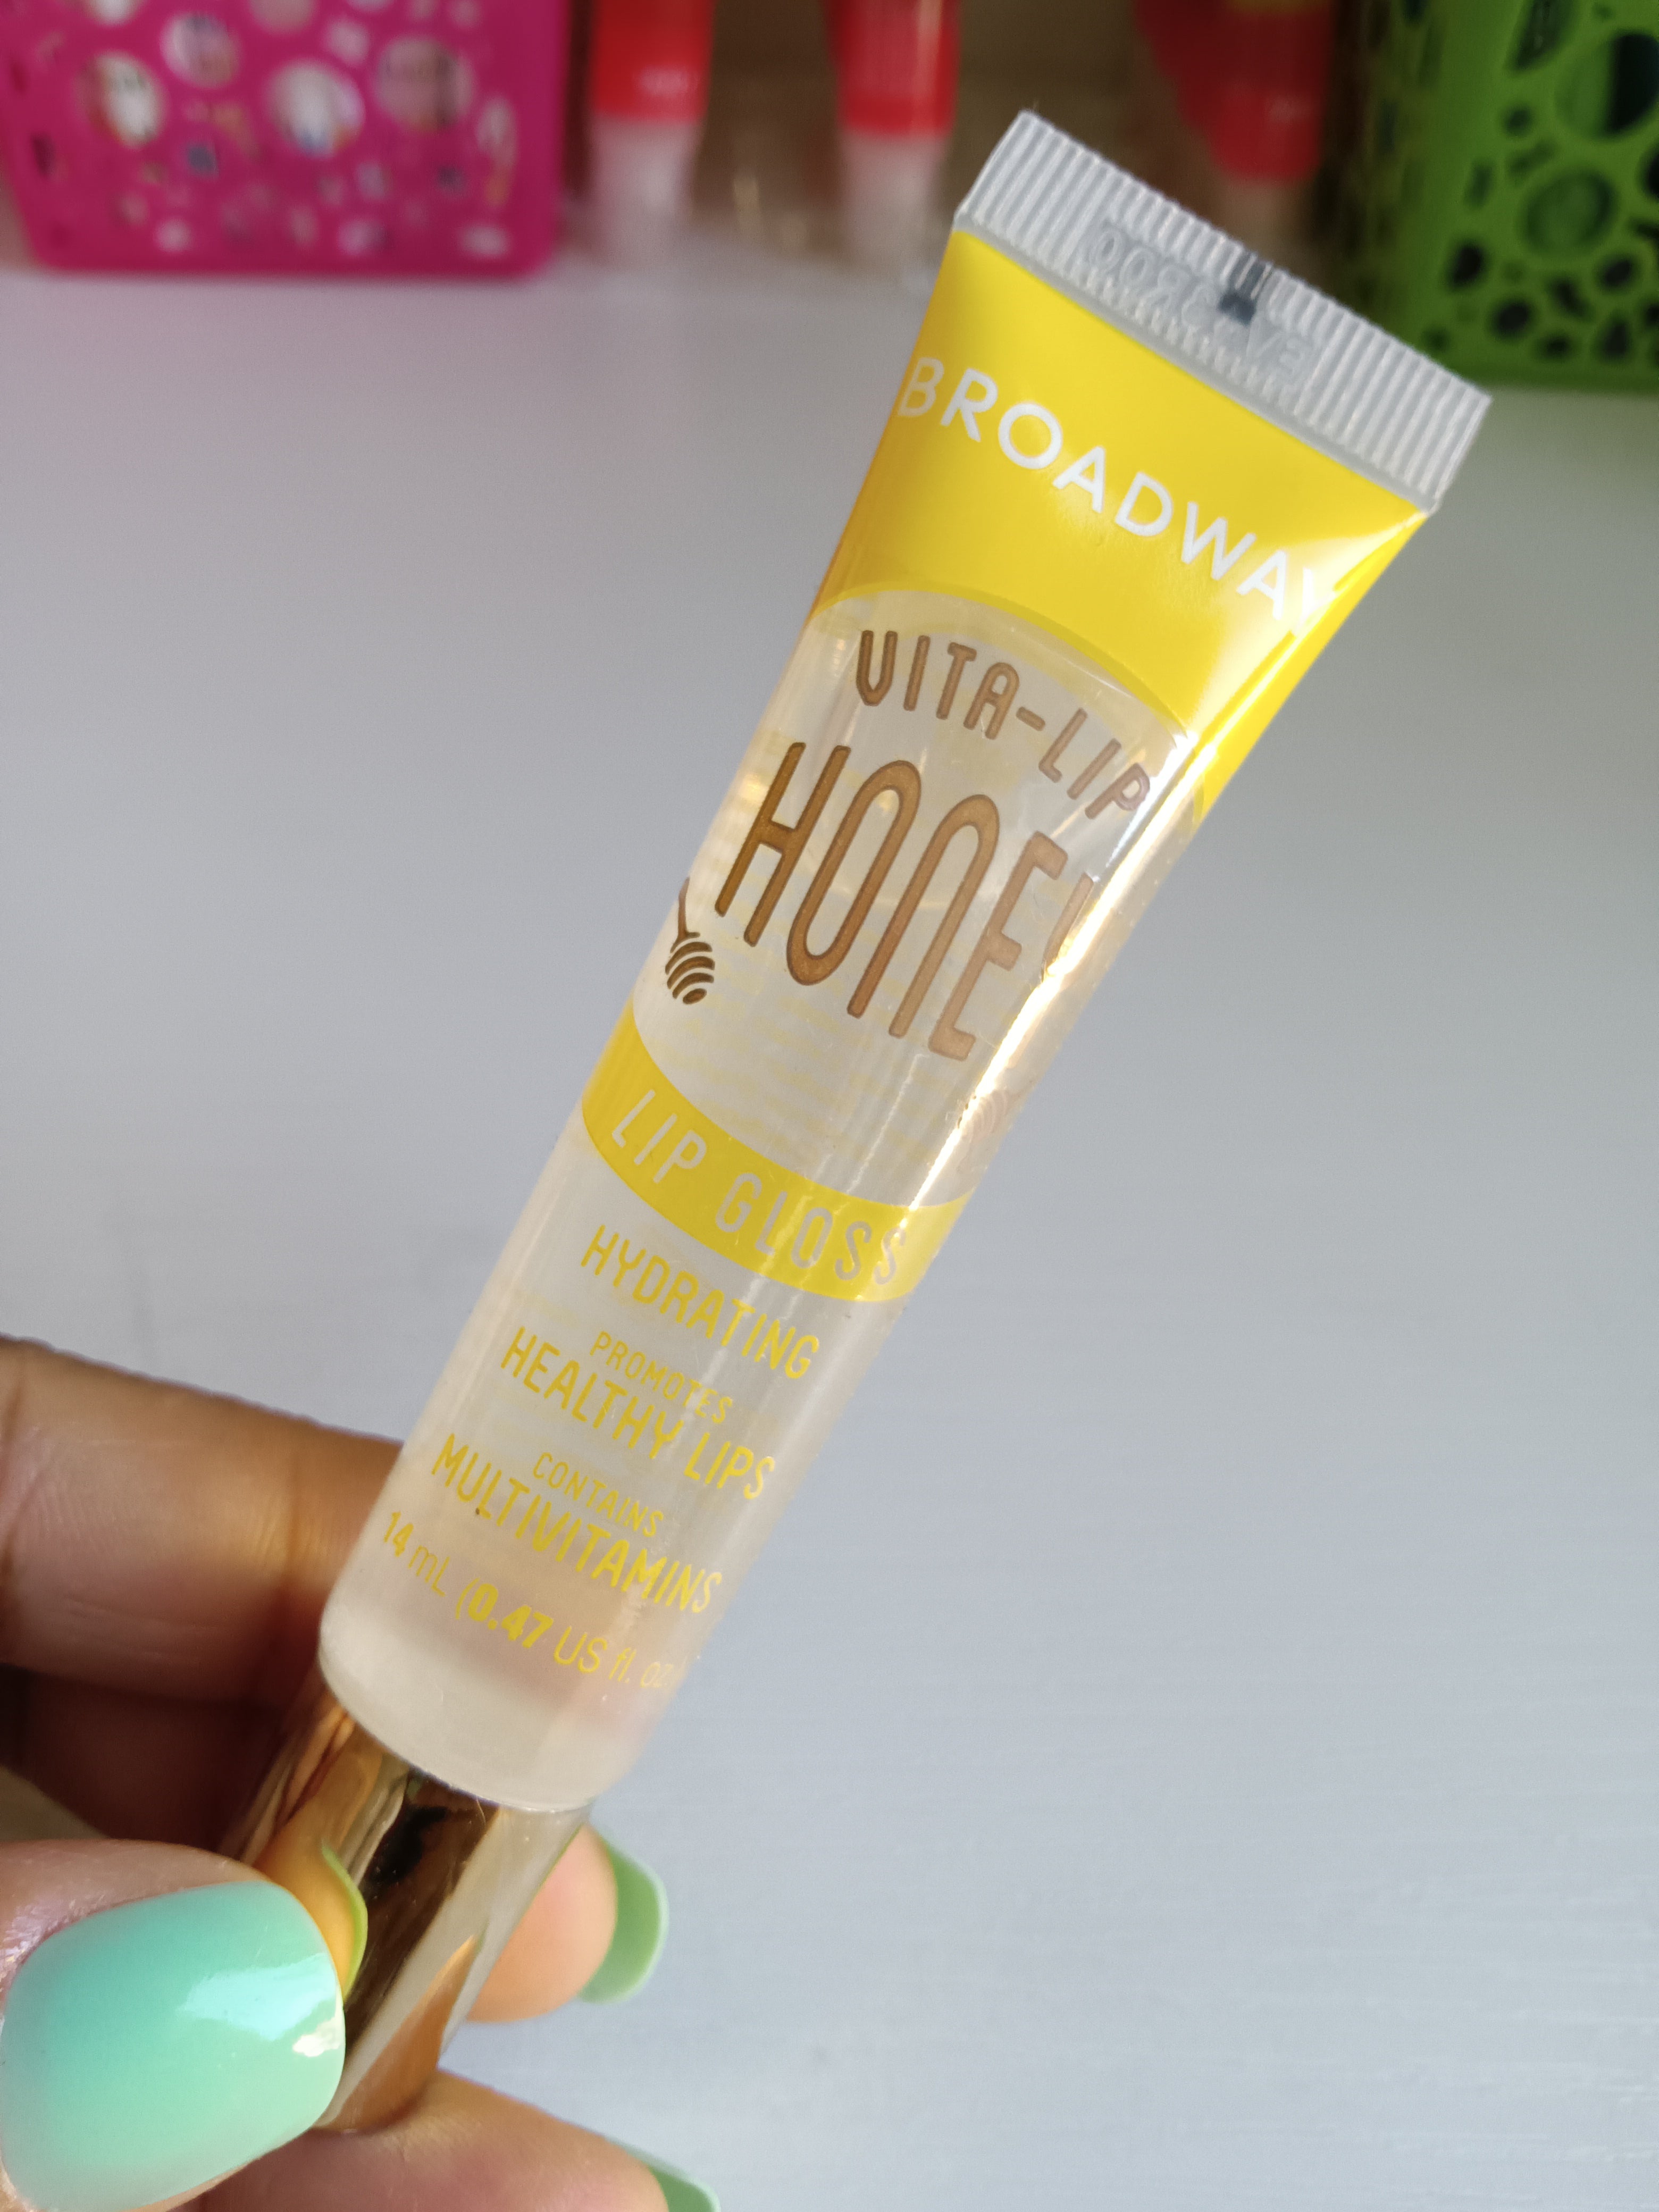 BROADWAY
VITA-LIP
HONEY
LIP GLOSS
HYDRATING
PROMOTES
HEALTHY LIPS
CONTAINS
MULTIVITAMINS
14 mL (0.47 US fl. oz.)